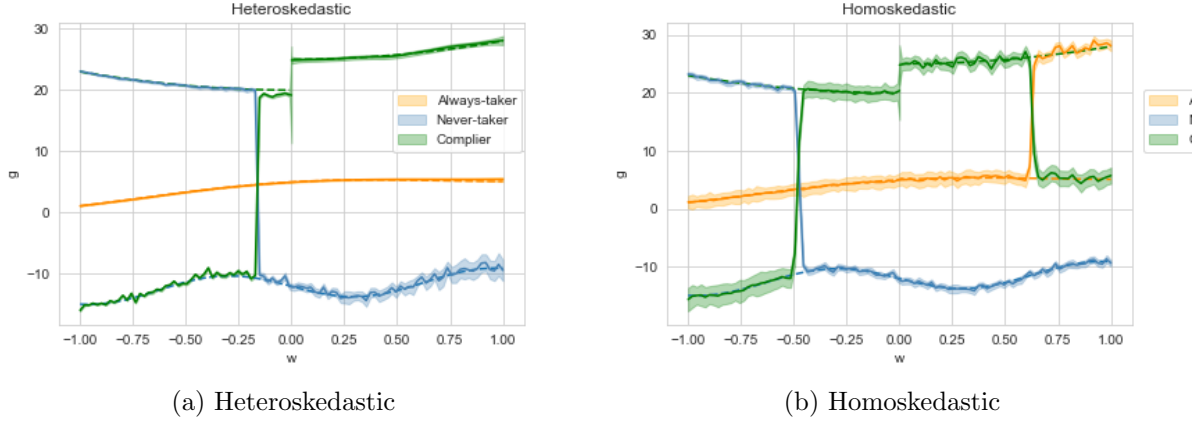 Heteroskedastic
30
20
10
0
−10
g
−1.00 −0.75 −0.50 −0.25 0.00 0.25 0.50 0.75 1.00
w
Always-taker
Never-taker
Complier
(a) Heteroskedastic
Homoskedastic
30
20
10
0
−10
g
−1.00 −0.75 −0.50 −0.25 0.00 0.25 0.50 0.75 1.00
w
A
N
C
(b) Homoskedastic